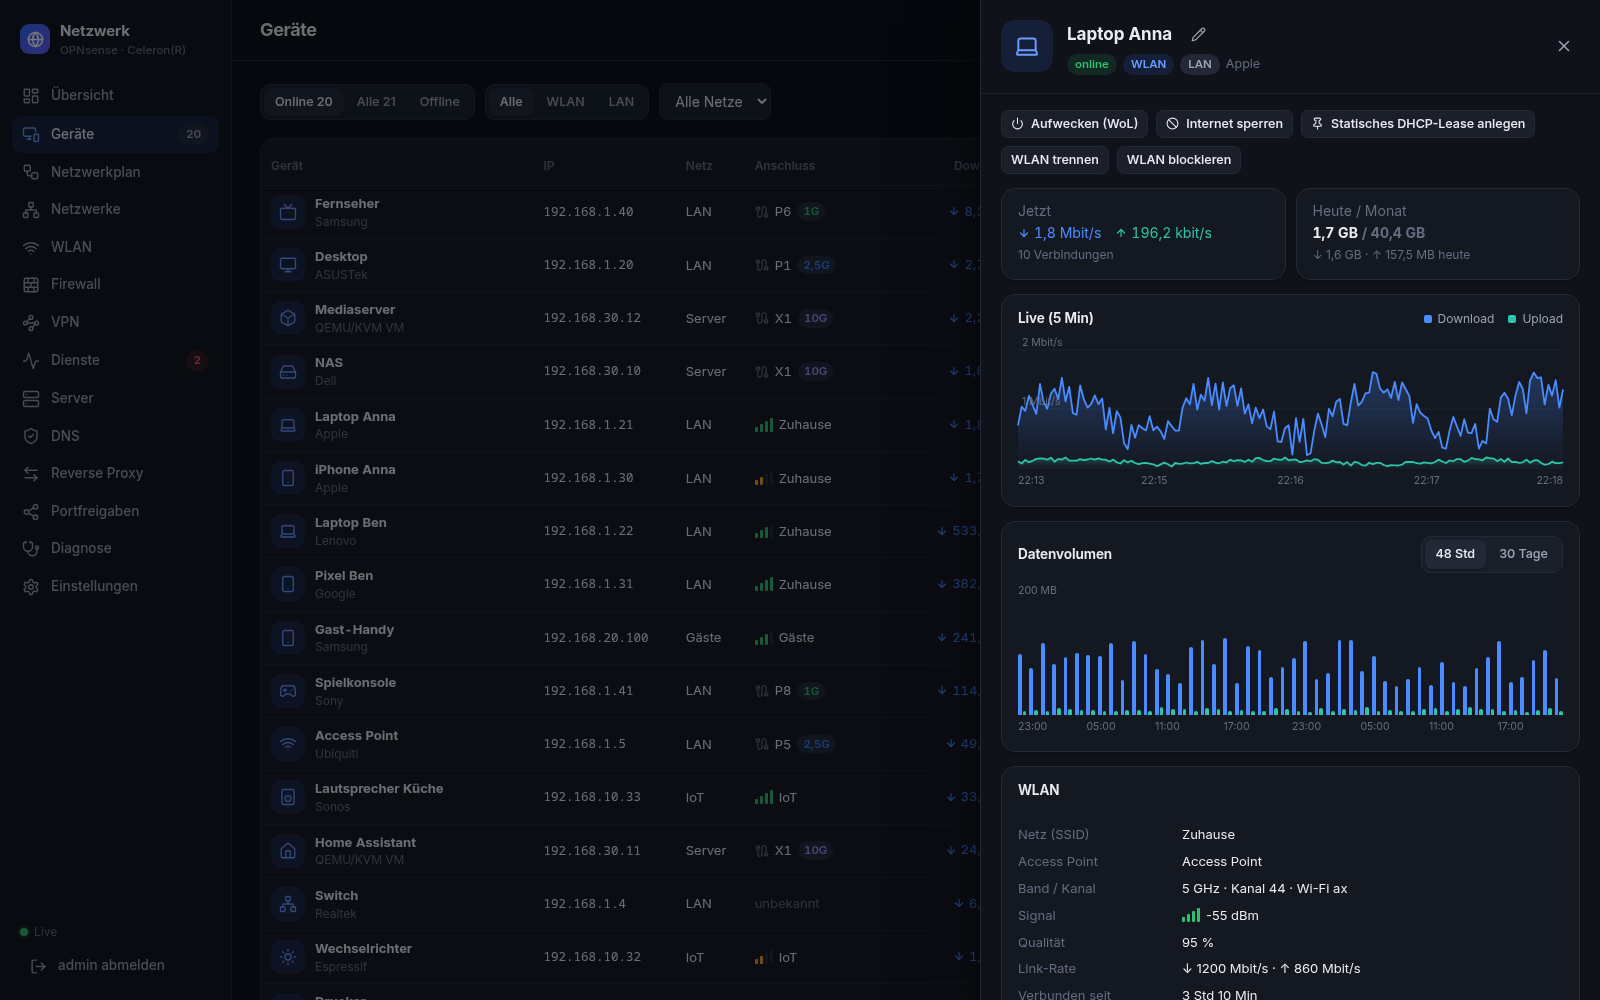 Netzwerk
OPNsense · Celeron(R)
Übersicht
Geräte 20
Netzwerkplan
Netzwerke
WLAN
Firewall
VPN
Dienste 2
Server
DNS
Reverse Proxy
Portfreigaben
Diagnose
Einstellungen
Live
admin abmelden
Geräte
Online 20 Alle 21 Offline Alle WLAN LAN Alle Netze
Gerät IP Netz Anschluss
Fernseher
Samsung
192.168.1.40 LAN P6 1G
Desktop
ASUSTek
192.168.1.20 LAN P1 2,5G
Mediaserver
QEMU/KVM VM
192.168.30.12 Server X1 10G
NAS
Dell
192.168.30.10 Server X1 10G
Laptop Anna
Apple
192.168.1.21 LAN Zuhause
iPhone Anna
Apple
192.168.1.30 LAN Zuhause
Laptop Ben
Lenovo
192.168.1.22 LAN Zuhause ↓ 533,
Pixel Ben
Google
192.168.1.31 LAN Zuhause ↓ 382,
Gast-Handy
Samsung
192.168.20.100 Gäste Gäste ↓ 241,
Spielkonsole
Sony
192.168.1.41 LAN P8 1G ↓ 114,
Access Point
Ubiquiti
192.168.1.5 LAN P5 2,5G ↓ 49,
Lautsprecher Küche
Sonos
192.168.10.33 IoT IoT ↓ 33,
Home Assistant
QEMU/KVM VM
192.168.30.11 Server X1 10G ↓ 24,
Switch
Realtek
192.168.1.4 LAN unbekannt ↓ 6,
Wechselrichter
Espressif
192.168.10.32 IoT IoT ↓ 1,
Laptop Anna
online WLAN LAN Apple
Aufwecken (WoL) Internet sperren Statisches DHCP-Lease anlegen
WLAN trennen WLAN blockieren
Jetzt
↓ 1,8 Mbit/s ↑ 196,2 kbit/s
10 Verbindungen
Heute / Monat
1,7 GB / 40,4 GB
↓ 1,6 GB · ↑ 157,5 MB heute
Live (5 Min) Download Upload
2 Mbit/s
1 Mbit/s
22:13 22:15 22:16 22:17 22:18
Datenvolumen 48 Std 30 Tage
200 MB
23:00 05:00 11:00 17:00 23:00 05:00 11:00 17:00
WLAN
Netz (SSID) Zuhause
Access Point Access Point
Band / Kanal 5 GHz · Kanal 44 · Wi-Fi ax
Signal -55 dBm
Qualität 95 %
Link-Rate ↓ 1200 Mbit/s · ↑ 860 Mbit/s
Verbunden seit 3 Std 10 Min